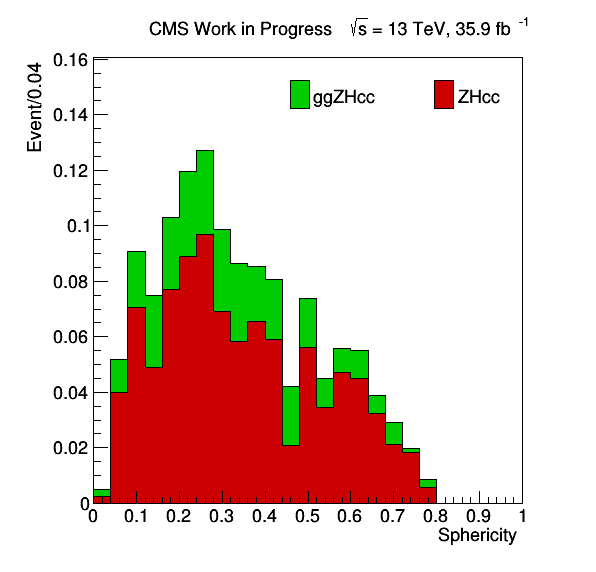 CMS Work in Progress √s = 13 TeV, 35.9 fb -1
Event/0.04
0.16
ggZHcc ZHcc
0.14
0.12
0.1
0.08
0.06
0.04
0.02
0
0 0.1 0.2 0.3 0.4 0.5 0.6 0.7 0.8 0.9 1
Sphericity